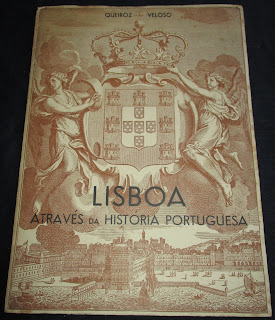 QUEIROZ VELOSO
LISBOA
ATRAVÉS DA HISTÓRIA PORTUGUESA